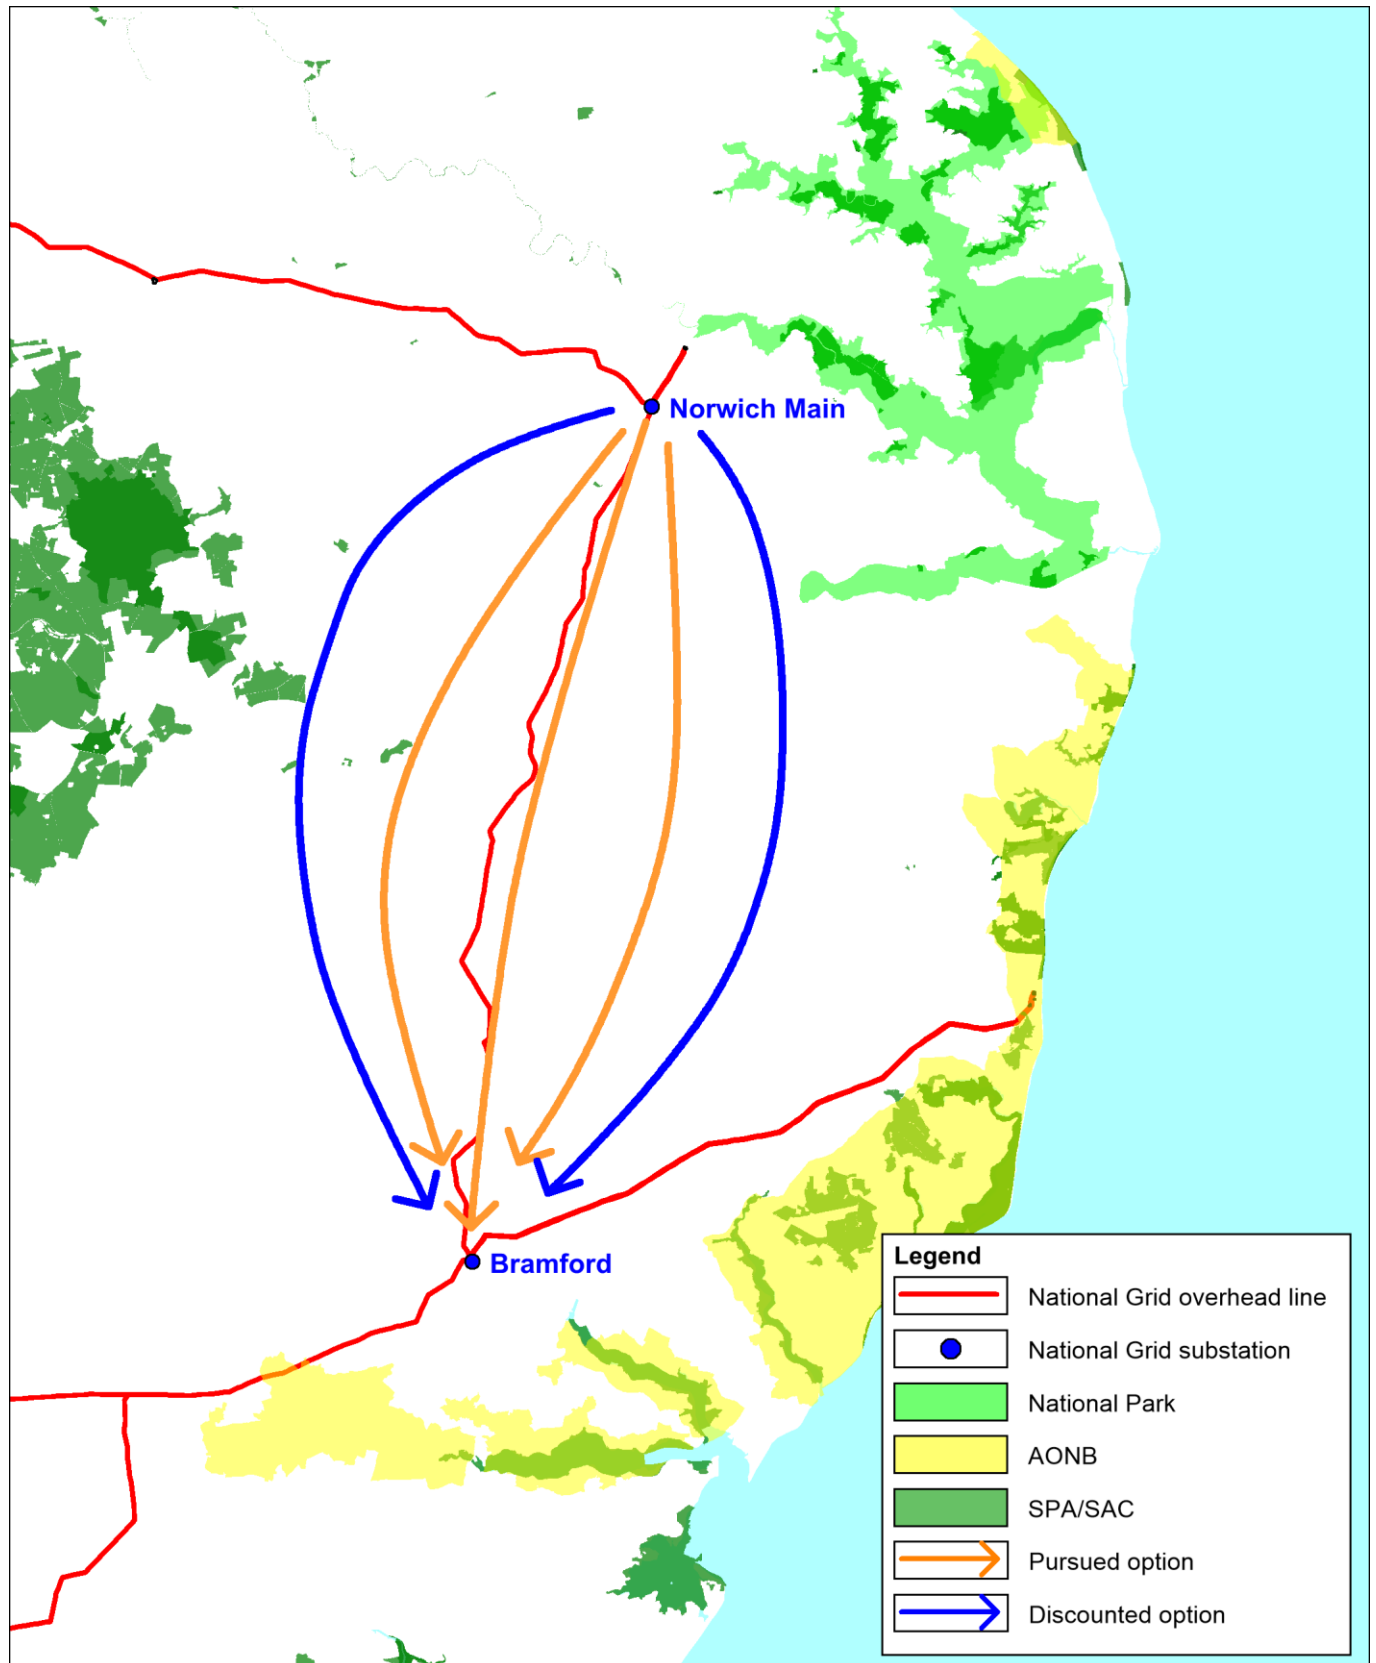 Norwich Main
Bramford
Legend
National Grid overhead line
National Grid substation
National Park
AONB
SPA/SAC
Pursued option
Discounted option